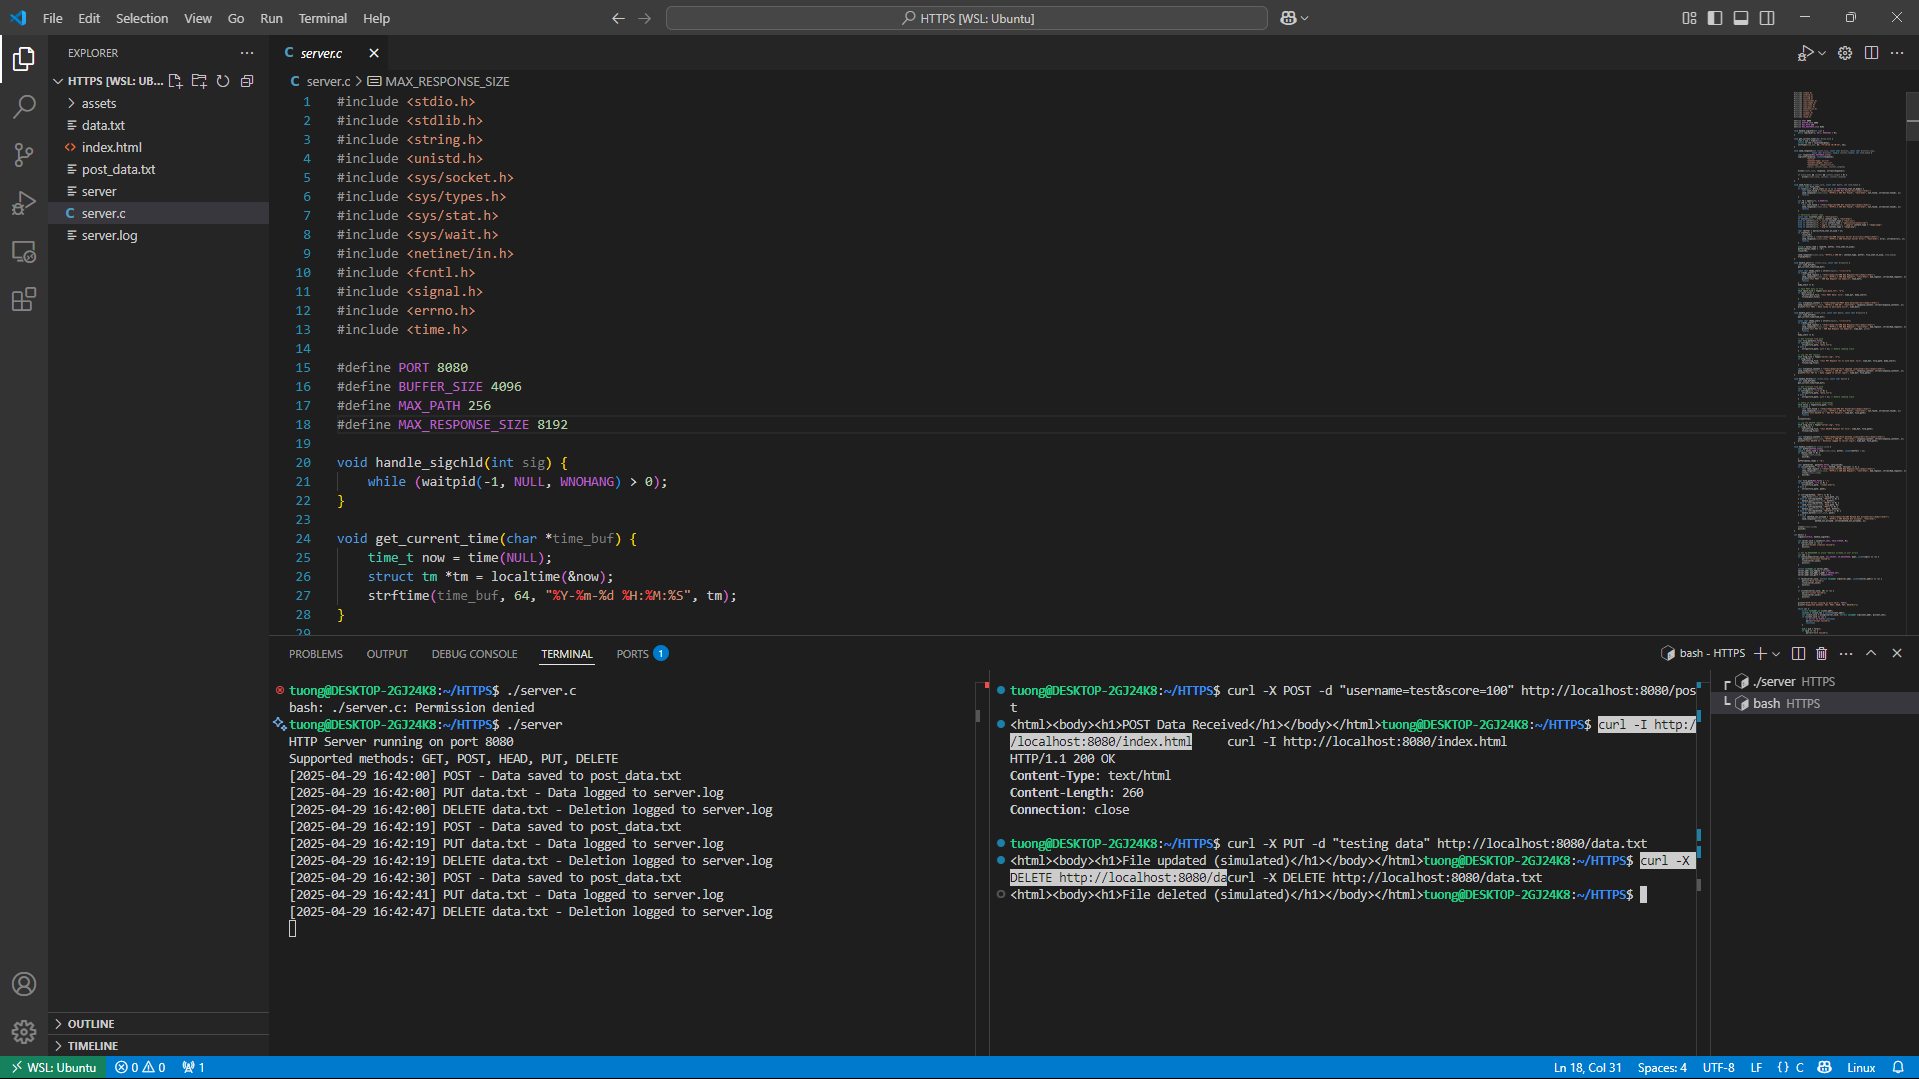 File Edit Selection View Go Run Terminal Help
HTTPS [WSL: Ubuntu]
EXPLORER
HTTPS [WSL: UB...
assets
data.txt
index.html
post_data.txt
server
server.c
server.log
OUTLINE
TIMELINE
server.c
server.c > MAX_RESPONSE_SIZE
1 #include <stdio.h>
2 #include <stdlib.h>
3 #include <string.h>
4 #include <unistd.h>
5 #include <sys/socket.h>
6 #include <sys/types.h>
7 #include <sys/stat.h>
8 #include <sys/wait.h>
9 #include <netinet/in.h>
10 #include <fcntl.h>
11 #include <signal.h>
12 #include <errno.h>
13 #include <time.h>
14
15 #define PORT 8080
16 #define BUFFER_SIZE 4096
17 #define MAX_PATH 256
18 #define MAX_RESPONSE_SIZE 8192
19
20 void handle_sigchld(int sig) {
21 while (waitpid(-1, NULL, WNOHANG) > 0);
22 }
23
24 void get_current_time(char *time_buf) {
25 time_t now = time(NULL);
26 struct tm *tm = localtime(&now);
27 strftime(time_buf, 64, "%Y-%m-%d %H:%M:%S", tm);
28 }
29
PROBLEMS OUTPUT DEBUG CONSOLE TERMINAL PORTS 1
bash - HTTPS
tuong@DESKTOP-2GJ24K8:~/HTTPS$ ./server.c
bash: ./server.c: Permission denied
tuong@DESKTOP-2GJ24K8:~/HTTPS$ ./server
HTTP Server running on port 8080
Supported methods: GET, POST, HEAD, PUT, DELETE
[2025-04-29 16:42:00] POST - Data saved to post_data.txt
[2025-04-29 16:42:00] PUT data.txt - Data logged to server.log
[2025-04-29 16:42:00] DELETE data.txt - Deletion logged to server.log
[2025-04-29 16:42:19] POST - Data saved to post_data.txt
[2025-04-29 16:42:19] PUT data.txt - Data logged to server.log
[2025-04-29 16:42:19] DELETE data.txt - Deletion logged to server.log
[2025-04-29 16:42:30] POST - Data saved to post_data.txt
[2025-04-29 16:42:41] PUT data.txt - Data logged to server.log
[2025-04-29 16:42:47] DELETE data.txt - Deletion logged to server.log
tuong@DESKTOP-2GJ24K8:~/HTTPS$ curl -X POST -d "username=test&score=100" http://localhost:8080/pos
t
<html><body><h1>POST Data Received</h1></body></html>tuong@DESKTOP-2GJ24K8:~/HTTPS$ curl -I http:/
/localhost:8080/index.html curl -I http://localhost:8080/index.html
HTTP/1.1 200 OK
Content-Type: text/html
Content-Length: 260
Connection: close
tuong@DESKTOP-2GJ24K8:~/HTTPS$ curl -X PUT -d "testing data" http://localhost:8080/data.txt
<html><body><h1>File updated (simulated)</h1></body></html>tuong@DESKTOP-2GJ24K8:~/HTTPS$ curl -X
DELETE http://localhost:8080/dacurl -X DELETE http://localhost:8080/data.txt
<html><body><h1>File deleted (simulated)</h1></body></html>tuong@DESKTOP-2GJ24K8:~/HTTPS$
./server HTTPS
bash HTTPS
WSL: Ubuntu 0 0 1
Ln 18, Col 31 Spaces: 4 UTF-8 LF {} C Linux